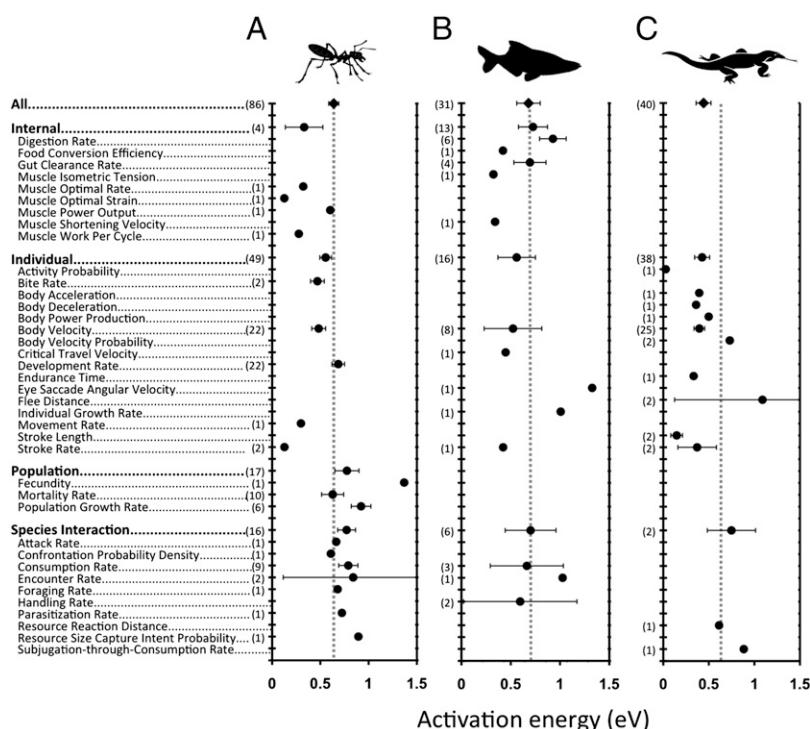 A B C
All (86) (31) (40)
Internal (4) (13)
Digestion Rate (6)
Food Conversion Efficiency (1)
Gut Clearance Rate (4)
Muscle Isometric Tension (1)
Muscle Optimal Rate (1)
Muscle Optimal Strain (1)
Muscle Power Output (1)
Muscle Shortening Velocity (1)
Muscle Work Per Cycle (1)
Individual (49) (16) (38)
Activity Probability (1)
Bite Rate (2)
Body Acceleration (1)
Body Deceleration (1)
Body Power Production (1)
Body Velocity (22) (8) (25)
Body Velocity Probability (2)
Critical Travel Velocity (1)
Development Rate (22)
Endurance Time (1)
Eye Saccade Angular Velocity (1)
Flee Distance (2)
Individual Growth Rate (1)
Movement Rate (1)
Stroke Length (2)
Stroke Rate (2) (1) (2)
Population (17)
Fecundity (1)
Mortality Rate (10)
Population Growth Rate (6)
Species Interaction (16) (6) (2)
Attack Rate (1)
Confrontation Probability Density (1)
Consumption Rate (9) (3)
Encounter Rate (2) (1)
Foraging Rate (1)
Handling Rate (2)
Parasitization Rate (1)
Resource Reaction Distance (1)
Resource Size Capture Intent Probability (1)
Subjugation-through-Consumption Rate (1)
0 0.5 1 1.5 0 0.5 1 1.5 0 0.5 1 1.5
Activation energy (eV)